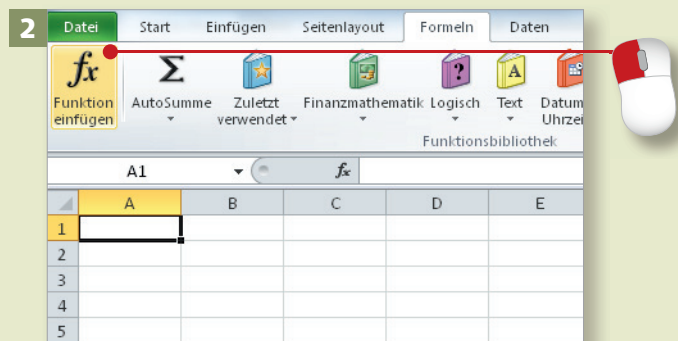 2
Datei Start Einfügen Seitenlayout Formeln Daten
fx Σ ? A
Funktion einfügen AutoSumme Zuletzt verwendet Finanzmathematik Logisch Text Datum Uhrzei
Funktionsbibliothek
A1 fx
A B C D E
1
2
3
4
5